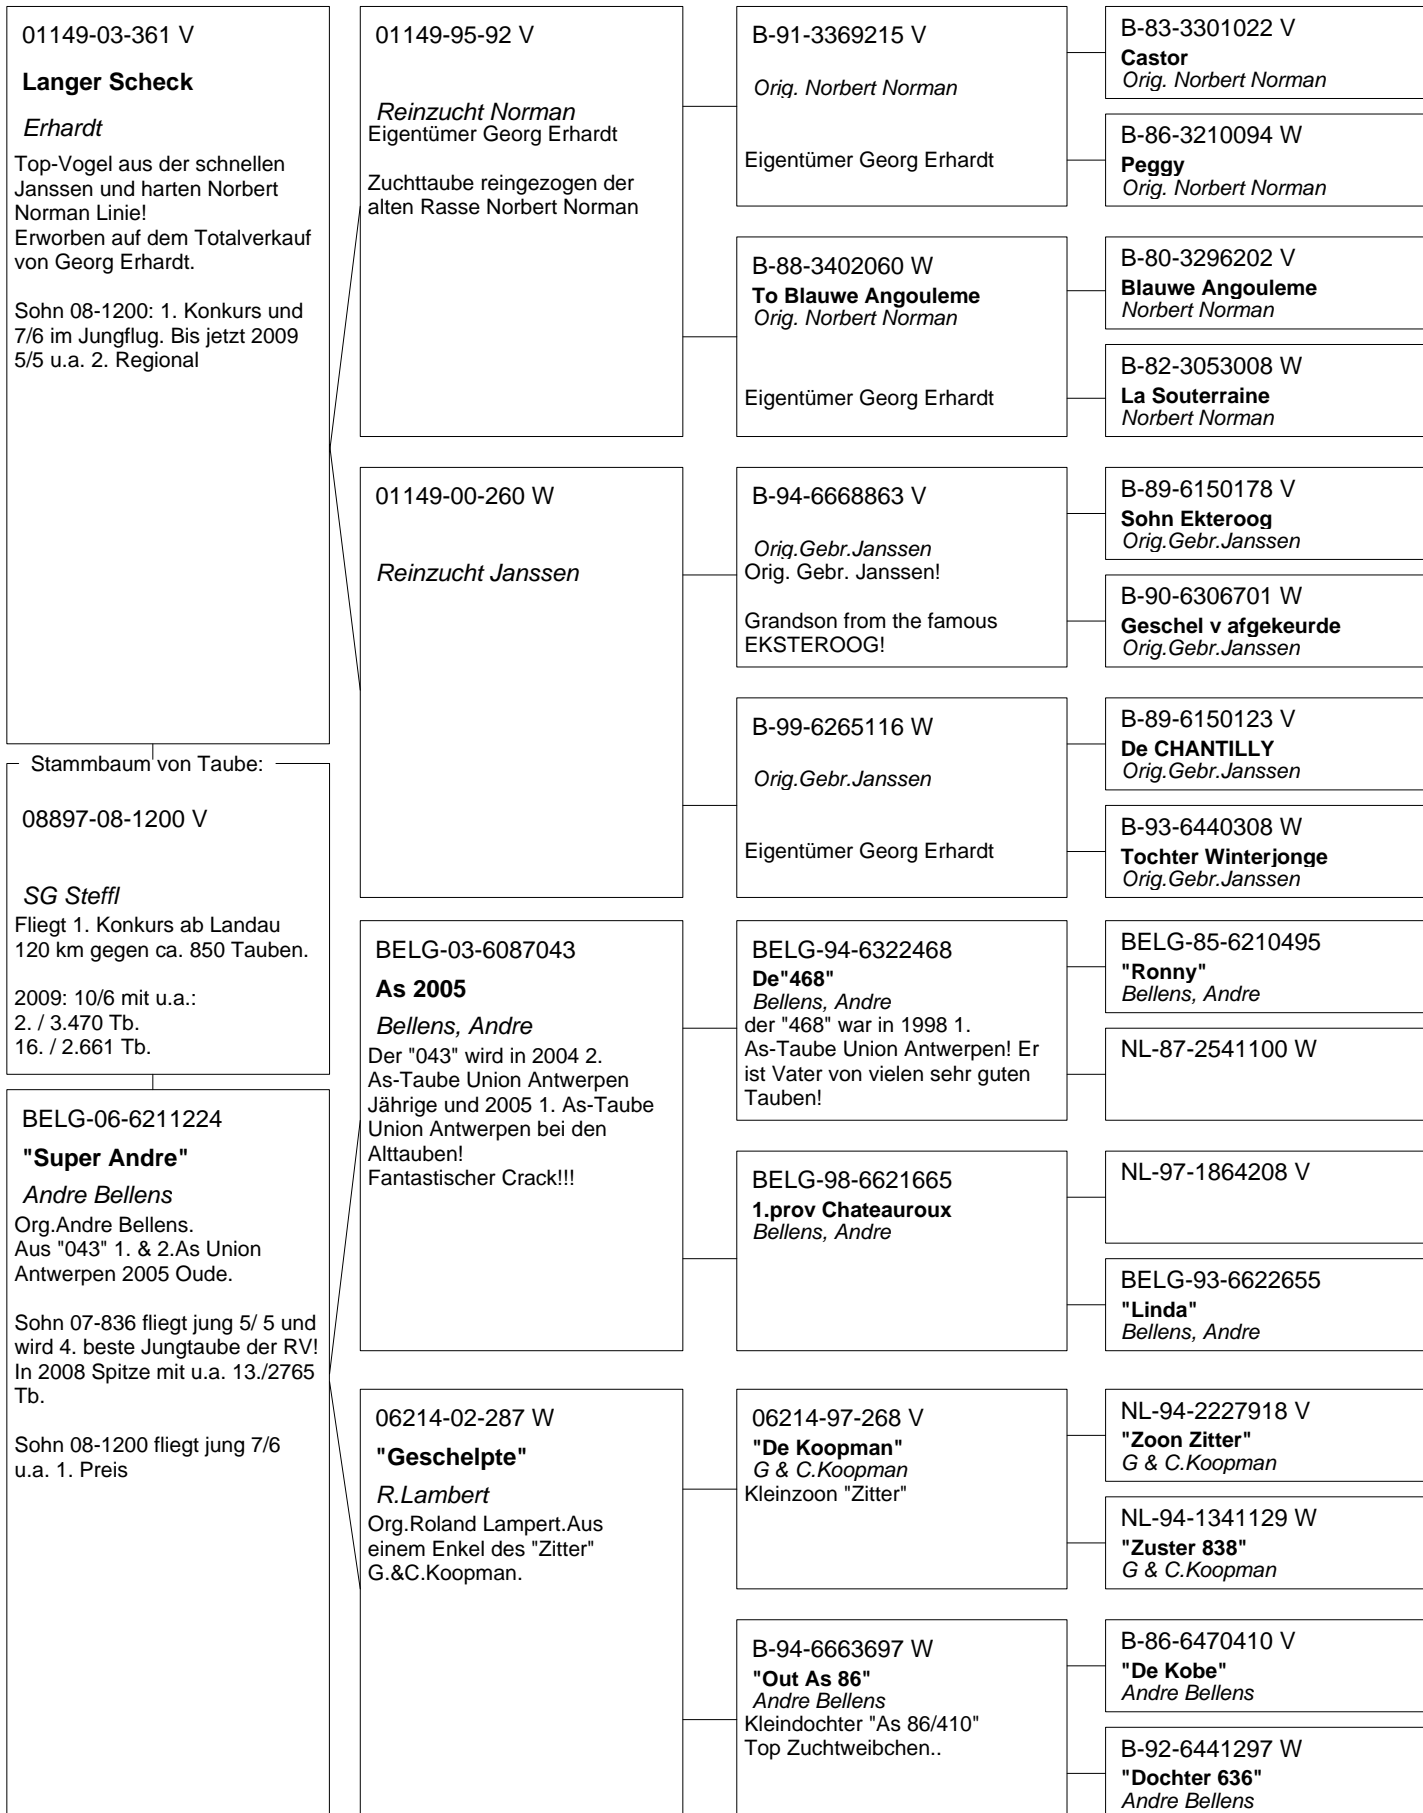 01149-03-361 V
Langer Scheck
Erhardt
Top-Vogel aus der schnellen
Janssen und harten Norbert
Norman Linie!
Erworben auf dem Totalverkauf
von Georg Erhardt.
Sohn 08-1200: 1. Konkurs und
7/6 im Jungflug. Bis jetzt 2009
5/5 u.a. 2. Regional
Stammbaum von Taube:
08897-08-1200 V
SG Steffl
Fliegt 1. Konkurs ab Landau
120 km gegen ca. 850 Tauben.
2009: 10/6 mit u.a.:
2. / 3.470 Tb.
16. / 2.661 Tb.
BELG-06-6211224
"Super Andre"
Andre Bellens
Org.Andre Bellens.
Aus "043" 1. & 2.As Union
Antwerpen 2005 Oude.
Sohn 07-836 fliegt jung 5/ 5 und
wird 4. beste Jungtaube der RV!
In 2008 Spitze mit u.a. 13./2765
Tb.
Sohn 08-1200 fliegt jung 7/6
u.a. 1. Preis
01149-95-92 V
Reinzucht Norman
Eigentümer Georg Erhardt
Zuchttaube reingezogen der
alten Rasse Norbert Norman
01149-00-260 W
Reinzucht Janssen
BELG-03-6087043
As 2005
Bellens, Andre
Der "043" wird in 2004 2.
As-Taube Union Antwerpen
Jährige und 2005 1. As-Taube
Union Antwerpen bei den
Alttauben!
Fantastischer Crack!!!
06214-02-287 W
"Geschelpte"
R.Lambert
Org.Roland Lampert.Aus
einem Enkel des "Zitter"
G.&C.Koopman.
B-91-3369215 V
Orig. Norbert Norman
Eigentümer Georg Erhardt
B-88-3402060 W
To Blauwe Angouleme
Orig. Norbert Norman
Eigentümer Georg Erhardt
B-94-6668863 V
Orig.Gebr.Janssen
Orig. Gebr. Janssen!
Grandson from the famous
EKSTEROOG!
B-99-6265116 W
Orig.Gebr.Janssen
Eigentümer Georg Erhardt
BELG-94-6322468
De"468"
Bellens, Andre
der "468" war in 1998 1.
As-Taube Union Antwerpen! Er
ist Vater von vielen sehr guten
Tauben!
BELG-98-6621665
1.prov Chateauroux
Bellens, Andre
06214-97-268 V
"De Koopman"
G & C.Koopman
Kleinzoon "Zitter"
B-94-6663697 W
"Out As 86"
Andre Bellens
Kleindochter "As 86/410"
Top Zuchtweibchen..
B-83-3301022 V
Castor
Orig. Norbert Norman
B-86-3210094 W
Peggy
Orig. Norbert Norman
B-80-3296202 V
Blauwe Angouleme
Norbert Norman
B-82-3053008 W
La Souterraine
Norbert Norman
B-89-6150178 V
Sohn Ekteroog
Orig.Gebr.Janssen
B-90-6306701 W
Geschel v afgekeurde
Orig.Gebr.Janssen
B-89-6150123 V
De CHANTILLY
Orig.Gebr.Janssen
B-93-6440308 W
Tochter Winterjonge
Orig.Gebr.Janssen
BELG-85-6210495
"Ronny"
Bellens, Andre
NL-87-2541100 W
NL-97-1864208 V
BELG-93-6622655
"Linda"
Bellens, Andre
NL-94-2227918 V
"Zoon Zitter"
G & C.Koopman
NL-94-1341129 W
"Zuster 838"
G & C.Koopman
B-86-6470410 V
"De Kobe"
Andre Bellens
B-92-6441297 W
"Dochter 636"
Andre Bellens